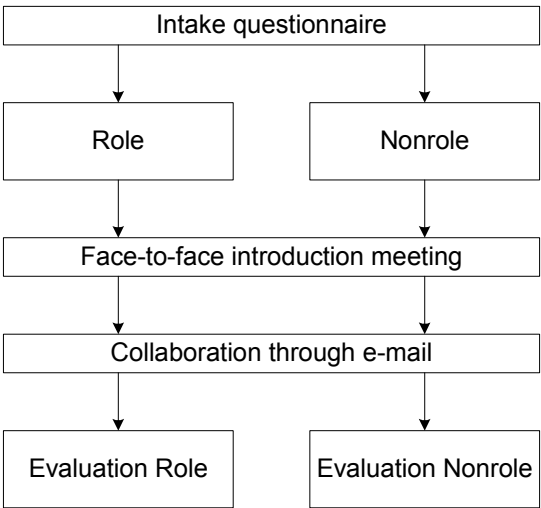 Intake questionnaire
Role
Nonrole
Face-to-face introduction meeting
Collaboration through e-mail
Evaluation Role
Evaluation Nonrole